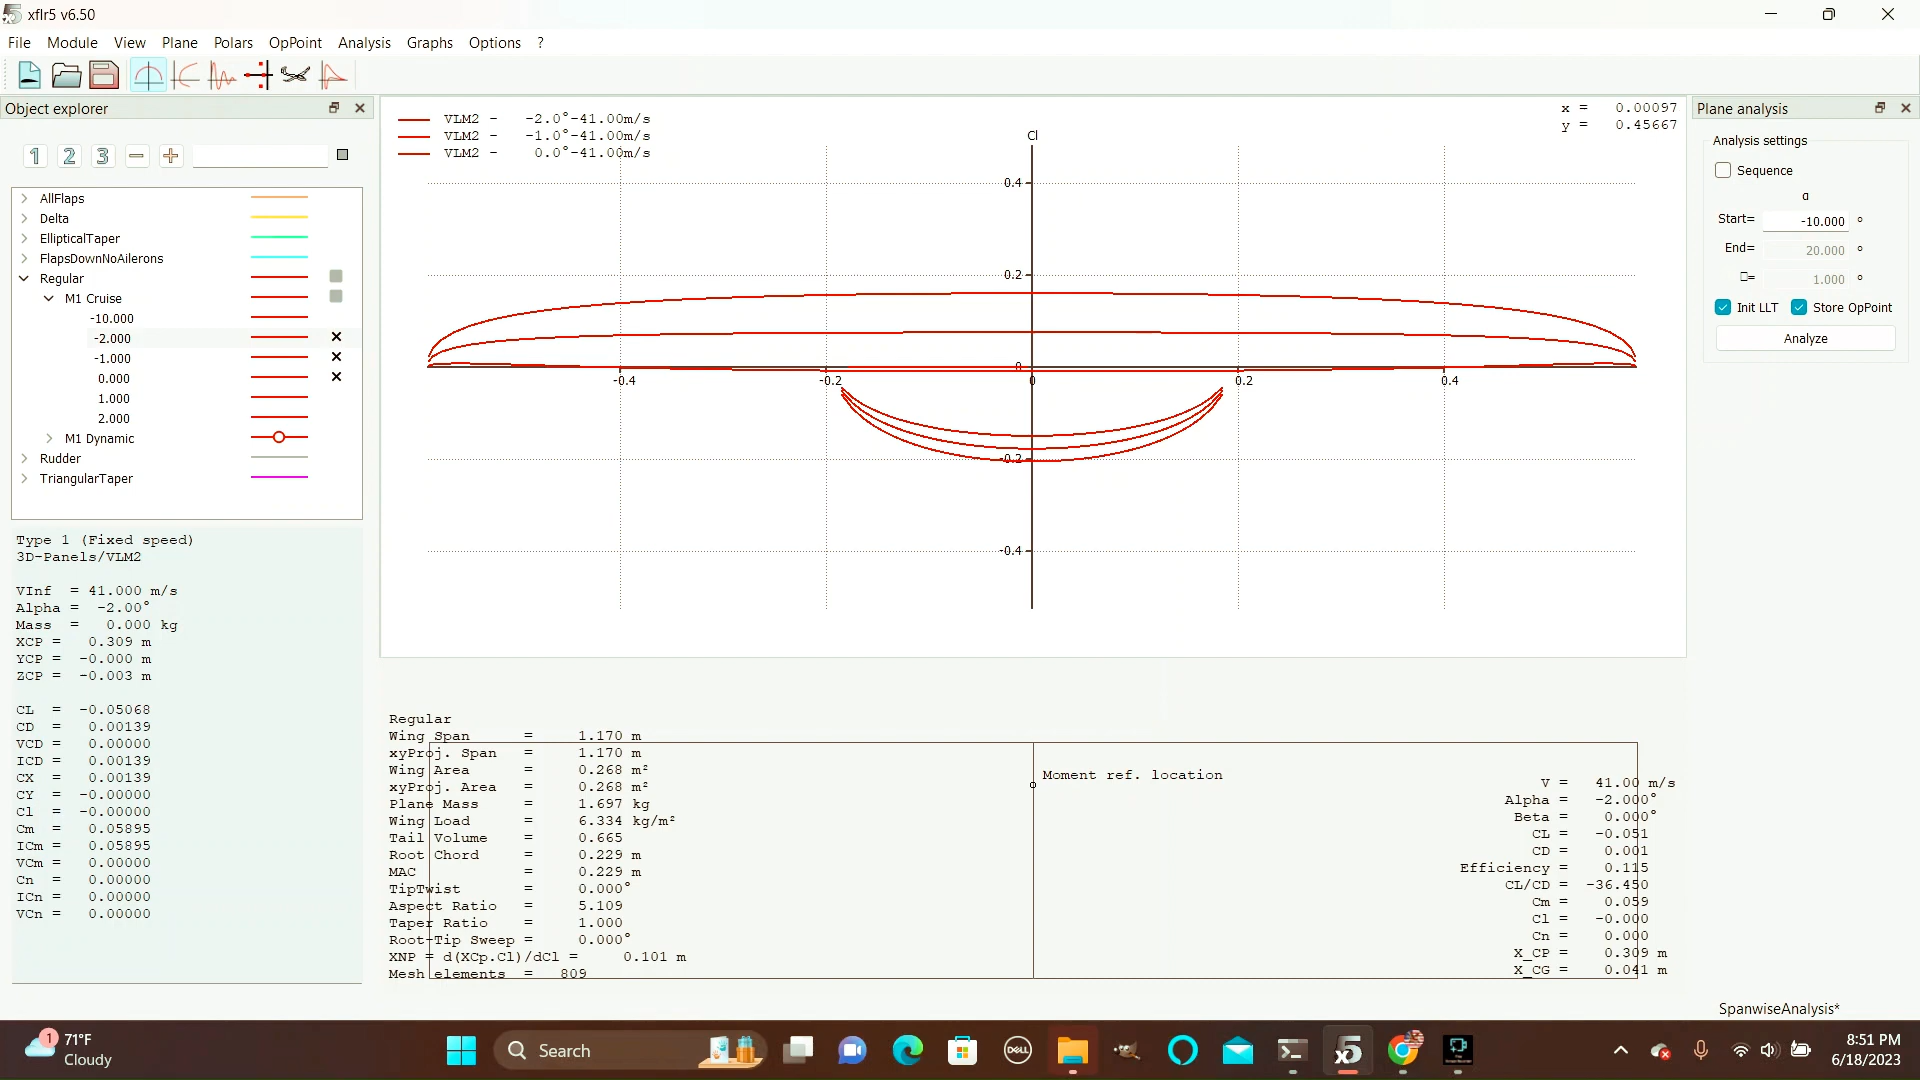 xflr5 v6.50
File Module View Plane Polars OpPoint Analysis Graphs Options ?
Object explorer
1 2 3
AllFlaps
Delta
EllipticalTaper
FlapsDownNoAilerons
Regular
M1 Cruise
-10.000
-2.000
-1.000
0.000
1.000
2.000
M1 Dynamic
Rudder
TriangularTaper
Type 1 (Fixed speed)
3D-Panels/VLM2
VInf = 41.000 m/s
Alpha = -2.00°
Mass = 0.000 kg
XCP = 0.309 m
YCP = -0.000 m
ZCP = -0.003 m
CL = -0.05068
CD = 0.00139
VCD = 0.00000
ICD = 0.00139
CX = 0.00139
CY = -0.00000
Cl = -0.00000
Cm = 0.05895
ICm = 0.05895
VCm = 0.00000
Cn = 0.00000
ICn = 0.00000
VCn = 0.00000
VLM2 - -2.0°-41.00m/s
VLM2 - -1.0°-41.00m/s
VLM2 - 0.0°-41.00m/s
x = 0.00097
y = 0.45667
Cl
0.4
0.2
0
-0.4 -0.2 0 0.2 0.4
-0.2
-0.4
Regular
Wing Span = 1.170 m
xyProj. Span = 1.170 m
Wing Area = 0.268 m²
xyProj. Area = 0.268 m²
Plane Mass = 1.697 kg
Wing Load = 6.334 kg/m²
Tail Volume = 0.665
Root Chord = 0.229 m
MAC = 0.229 m
TipTwist = 0.000°
Aspect Ratio = 5.109
Taper Ratio = 1.000
Root-Tip Sweep = 0.000°
XNP = d(XCp.Cl)/dCl = 0.101 m
Mesh elements = 809
Moment ref. location
V = 41.00 m/s
Alpha = -2.000°
Beta = 0.000°
CL = -0.051
CD = 0.001
Efficiency = 0.115
CL/CD = -36.450
Cm = 0.059
Cl = -0.000
Cn = 0.000
X_CP = 0.309 m
X_CG = 0.041 m
Plane analysis
Analysis settings
Sequence
α
Start= -10.000 °
End= 20.000 °
□= 1.000 °
Init LLT Store OpPoint
Analyze
SpanwiseAnalysis*
1
71°F
Cloudy
Search
DELL
x5
8:51 PM
6/18/2023